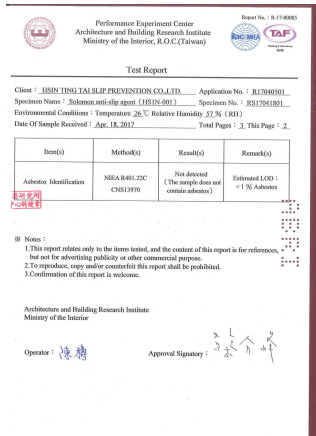 Report No. : R-17-00005
Performance Experiment Center
Architecture and Building Research Institute
Ministry of the Interior, R.O.C.(Taiwan)
TAF
Test Report
Client : HSIN TING TAI SLIP PREVENTION CO.,LTD. Application No. : R17040501
Specimen Name : Solomon anti-slip agent (HSIN-001) Specimen No. : RS17041801
Environmental Conditions : Temperature 26 ℃ Relative Humidity 57 % (RH)
Date Of Sample Received : Apr. 18, 2017 Total Pages : 3 This Page : 2
Item(s) Method(s) Result(s) Remark(s)
Asbestos Identification
NIEA R401.22C
CNS13970
Not detected
(The sample does not
contain asbestos)
Estimated LOD :
<1 % Asbestos
※ Notes :
1.This report relates only to the items tested, and the content of this report is for references,
but not for advertising publicity or other commercial purpose.
2.To reproduce, copy and/or counterfeit this report shall be prohibited.
3.Confirmation of this report is welcome.
Architecture and Building Research Institute
Ministry of the Interior
Operator : Approval Signatory :